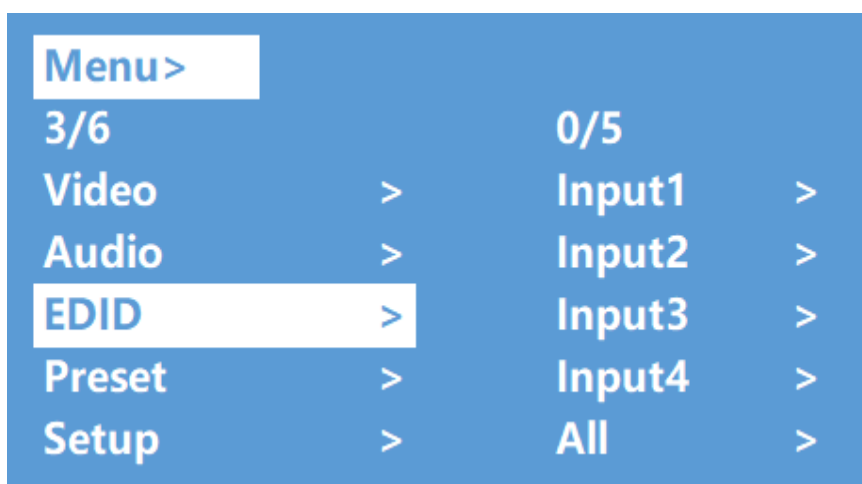 Menu>
3/6 0/5
Video > Input1 >
Audio > Input2 >
EDID > Input3 >
Preset > Input4 >
Setup > All >